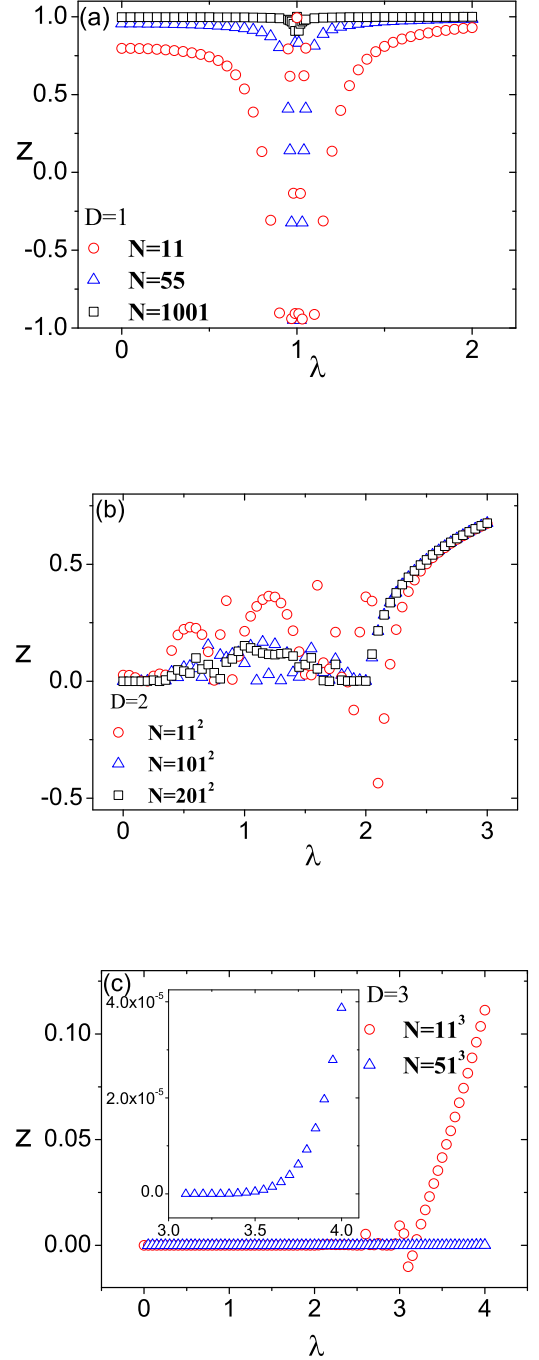 (a)
1.0
0.5
0.0
-0.5
-1.0
z
D=1
N=11
N=55
N=1001
0 1 2
λ
(b)
0.5
0.0
-0.5
z
D=2
N=11²
N=101²
N=201²
0 1 2 3
λ
(c)
0.10
0.05
0.00
z
4.0x10⁻⁵
2.0x10⁻⁵
0.0
3.0 3.5 4.0
D=3
N=11³
N=51³
0 1 2 3 4
λ